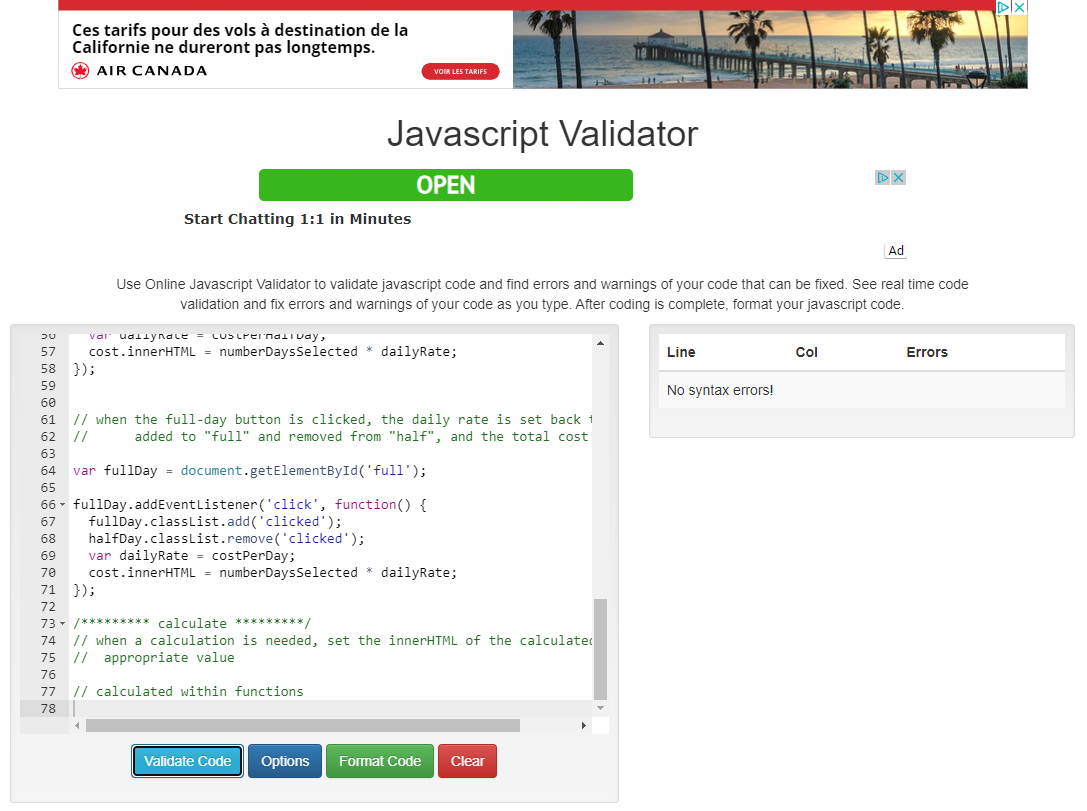 Ces tarifs pour des vols à destination de la
Californie ne dureront pas longtemps.
AIR CANADA
VOIR LES TARIFS
Javascript Validator
OPEN
Start Chatting 1:1 in Minutes
Ad
Use Online Javascript Validator to validate javascript code and find errors and warnings of your code that can be fixed. See real time code
validation and fix errors and warnings of your code as you type. After coding is complete, format your javascript code.
56 var dailyRate = costPerHalfDay;
57 cost.innerHTML = numberDaysSelected * dailyRate;
58 });
59
60
61 // when the full-day button is clicked, the daily rate is set back
62 // added to "full" and removed from "half", and the total cost
63
64 var fullDay = document.getElementById('full');
65
66 fullDay.addEventListener('click', function() {
67 fullDay.classList.add('clicked');
68 halfDay.classList.remove('clicked');
69 var dailyRate = costPerDay;
70 cost.innerHTML = numberDaysSelected * dailyRate;
71 });
72
73 /********* calculate *********/
74 // when a calculation is needed, set the innerHTML of the calculated
75 // appropriate value
76
77 // calculated within functions
78
Line Col Errors
No syntax errors!
Validate Code Options Format Code Clear